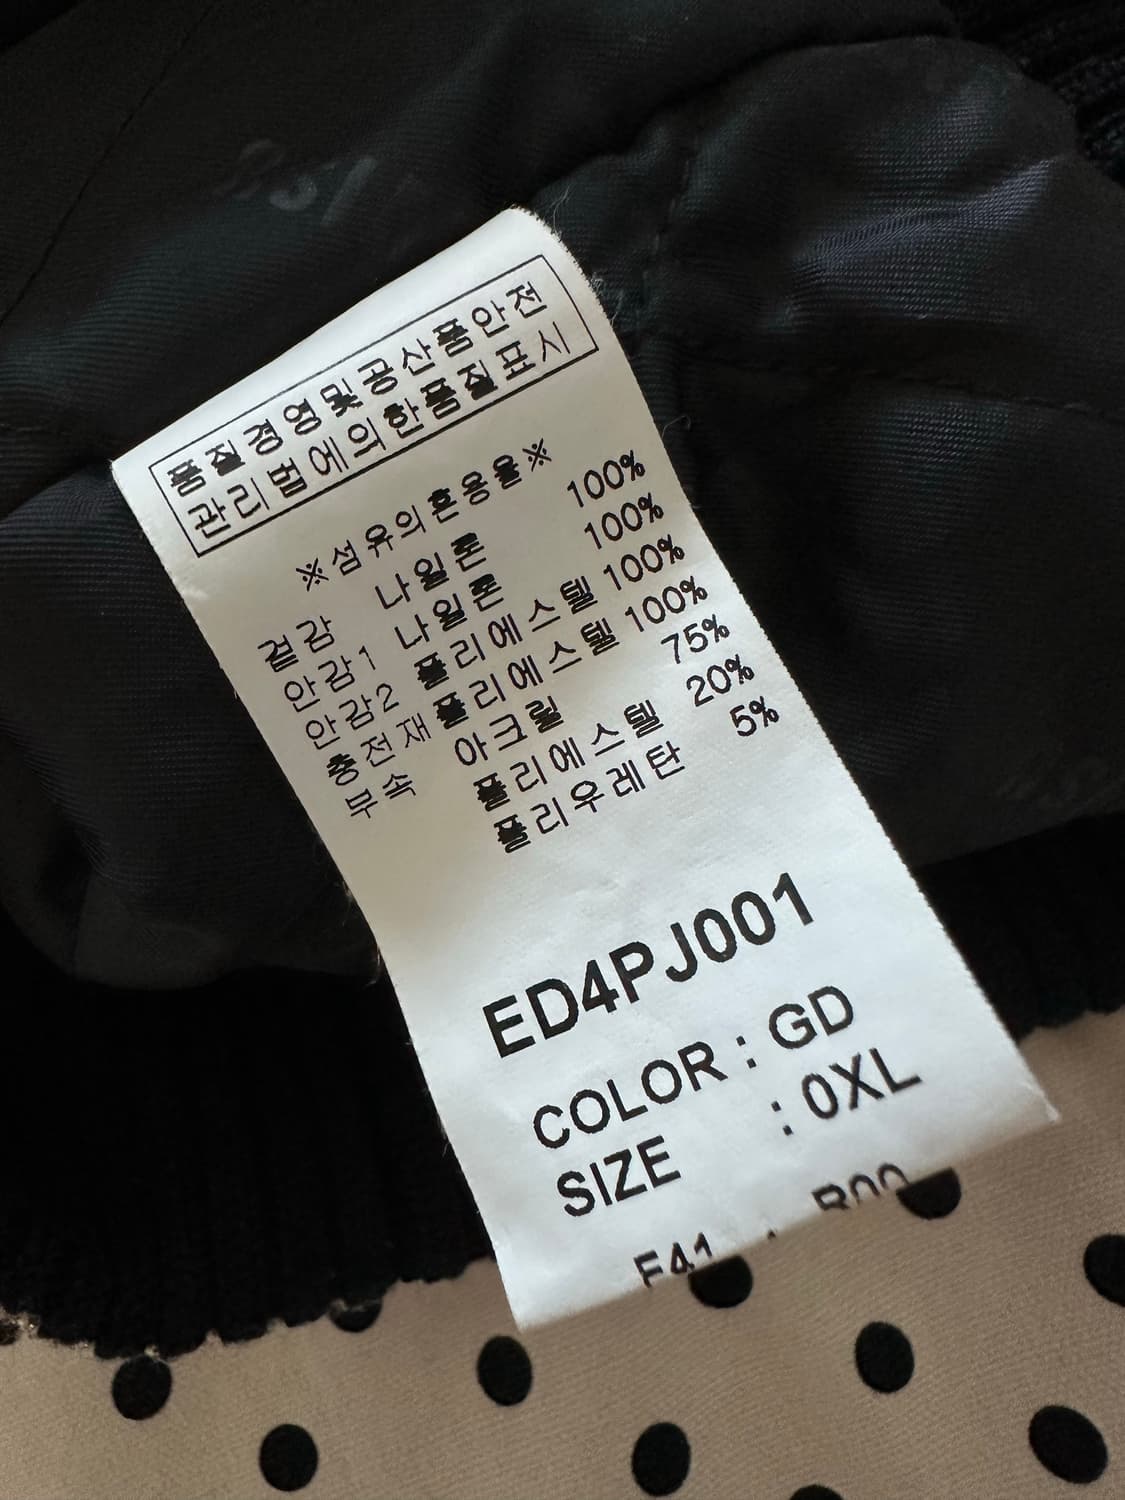 품질경영및공산품안전
관리법에의한품질표시
※섬유의혼용율※
겉감 나일론 100%
안감1 나일론 100%
안감2 폴리에스텔 100%
충전재 폴리에스텔 100%
부속 아크릴 75%
폴리에스텔 20%
폴리우레탄 5%
ED4PJ001
COLOR : GD
SIZE : 0XL